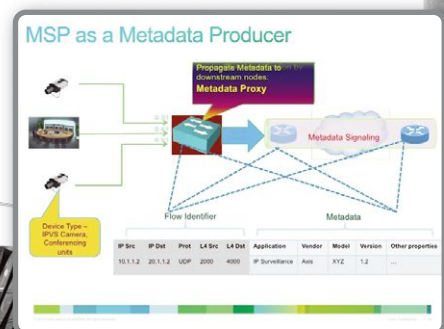 MSP as a Metadata Producer
Propagate Metadata to
downstream nodes:
Metadata Proxy
Metadata Signaling
Device Type –
IPVS Camera,
Conferencing
units
Flow Identifier
Metadata
IP Src IP Dst Prot L4 Src L4 Dst Application Vendor Model Version Other properties
10.1.1.2 20.1.1.2 UDP 2000 4000 IP Surveillance Axis XYZ 1.2 ...